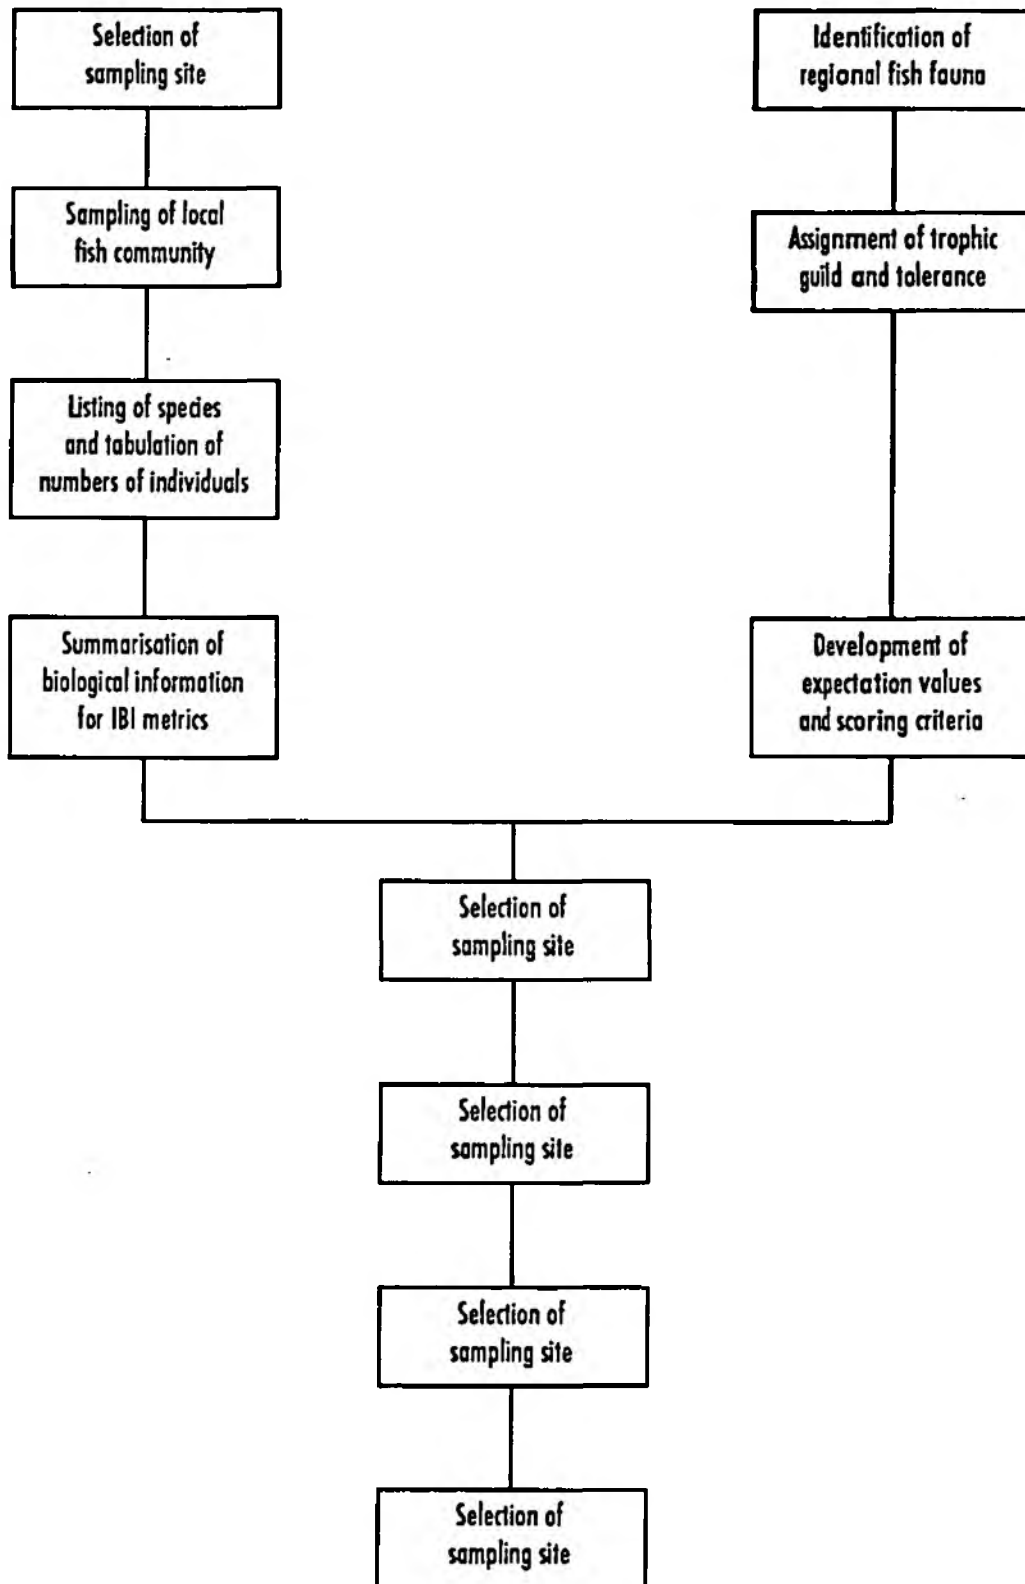 Selection of
sampling site
Identification of
regional fish fauna
Sampling of local
fish community
Assignment of trophic
guild and tolerance
Listing of species
and tabulation of
numbers of individuals
Summarisation of
biological information
for IBI metrics
Development of
expectation values
and scoring criteria
Selection of
sampling site
Selection of
sampling site
Selection of
sampling site
Selection of
sampling site